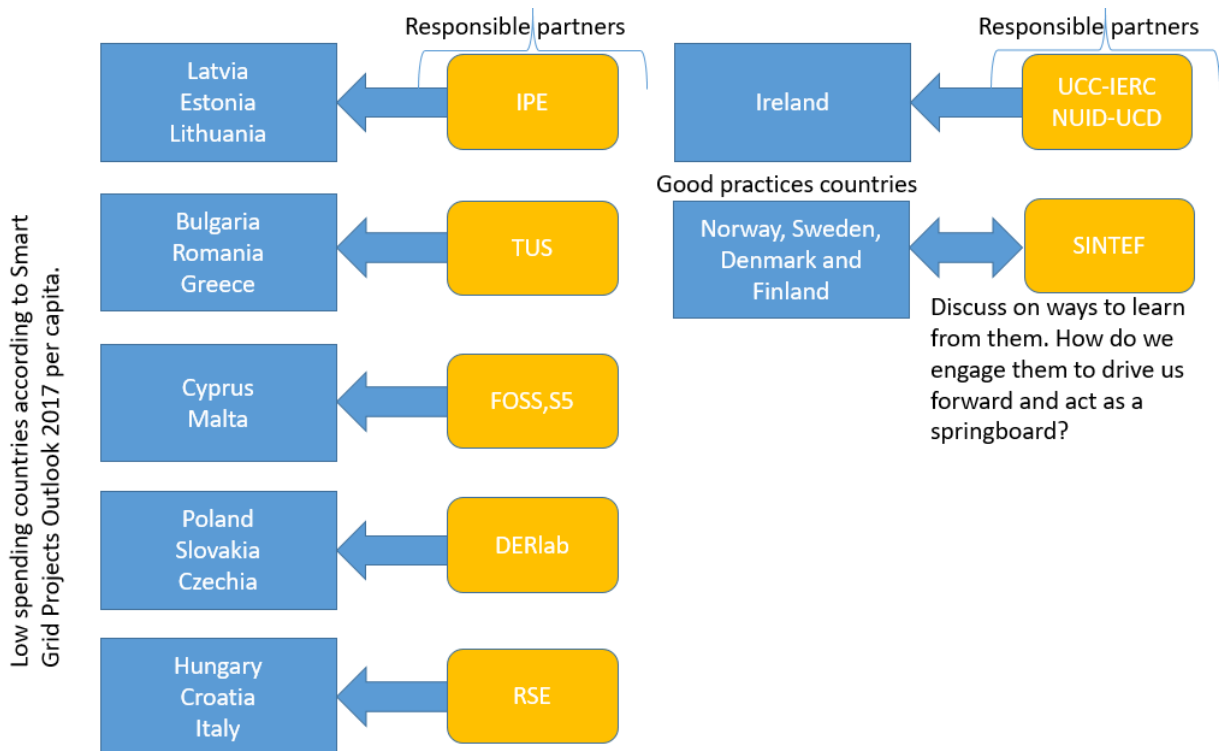 Low spending countries according to Smart
Grid Projects Outlook 2017 per capita.
Responsible partners
Latvia
Estonia
Lithuania
IPE
Bulgaria
Romania
Greece
TUS
Cyprus
Malta
FOSS,S5
Poland
Slovakia
Czechia
DERlab
Hungary
Croatia
Italy
RSE
Responsible partners
Ireland
UCC-IERC
NUID-UCD
Good practices countries
Norway, Sweden,
Denmark and
Finland
SINTEF
Discuss on ways to learn
from them. How do we
engage them to drive us
forward and act as a
springboard?